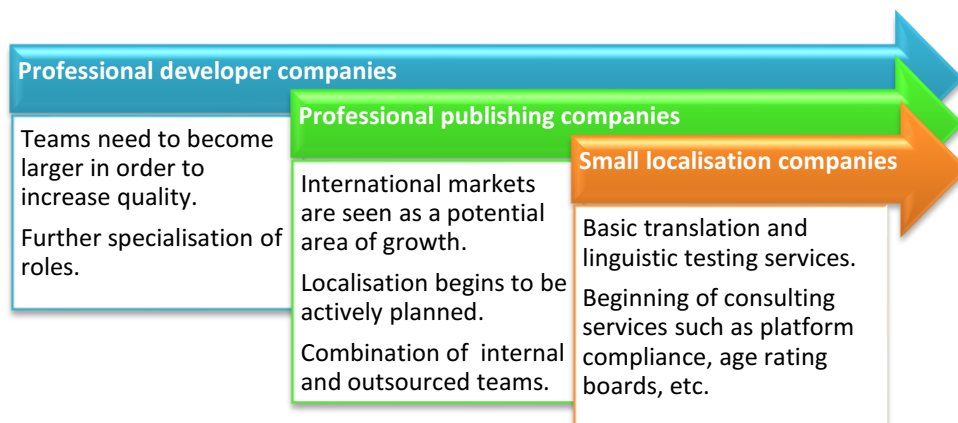 Professional developer companies
Teams need to become
larger in order to
increase quality.
Further specialisation of
roles.
Professional publishing companies
International markets
are seen as a potential
area of growth.
Localisation begins to be
actively planned.
Combination of internal
and outsourced teams.
Small localisation companies
Basic translation and
linguistic testing services.
Beginning of consulting
services such as platform
compliance, age rating
boards, etc.